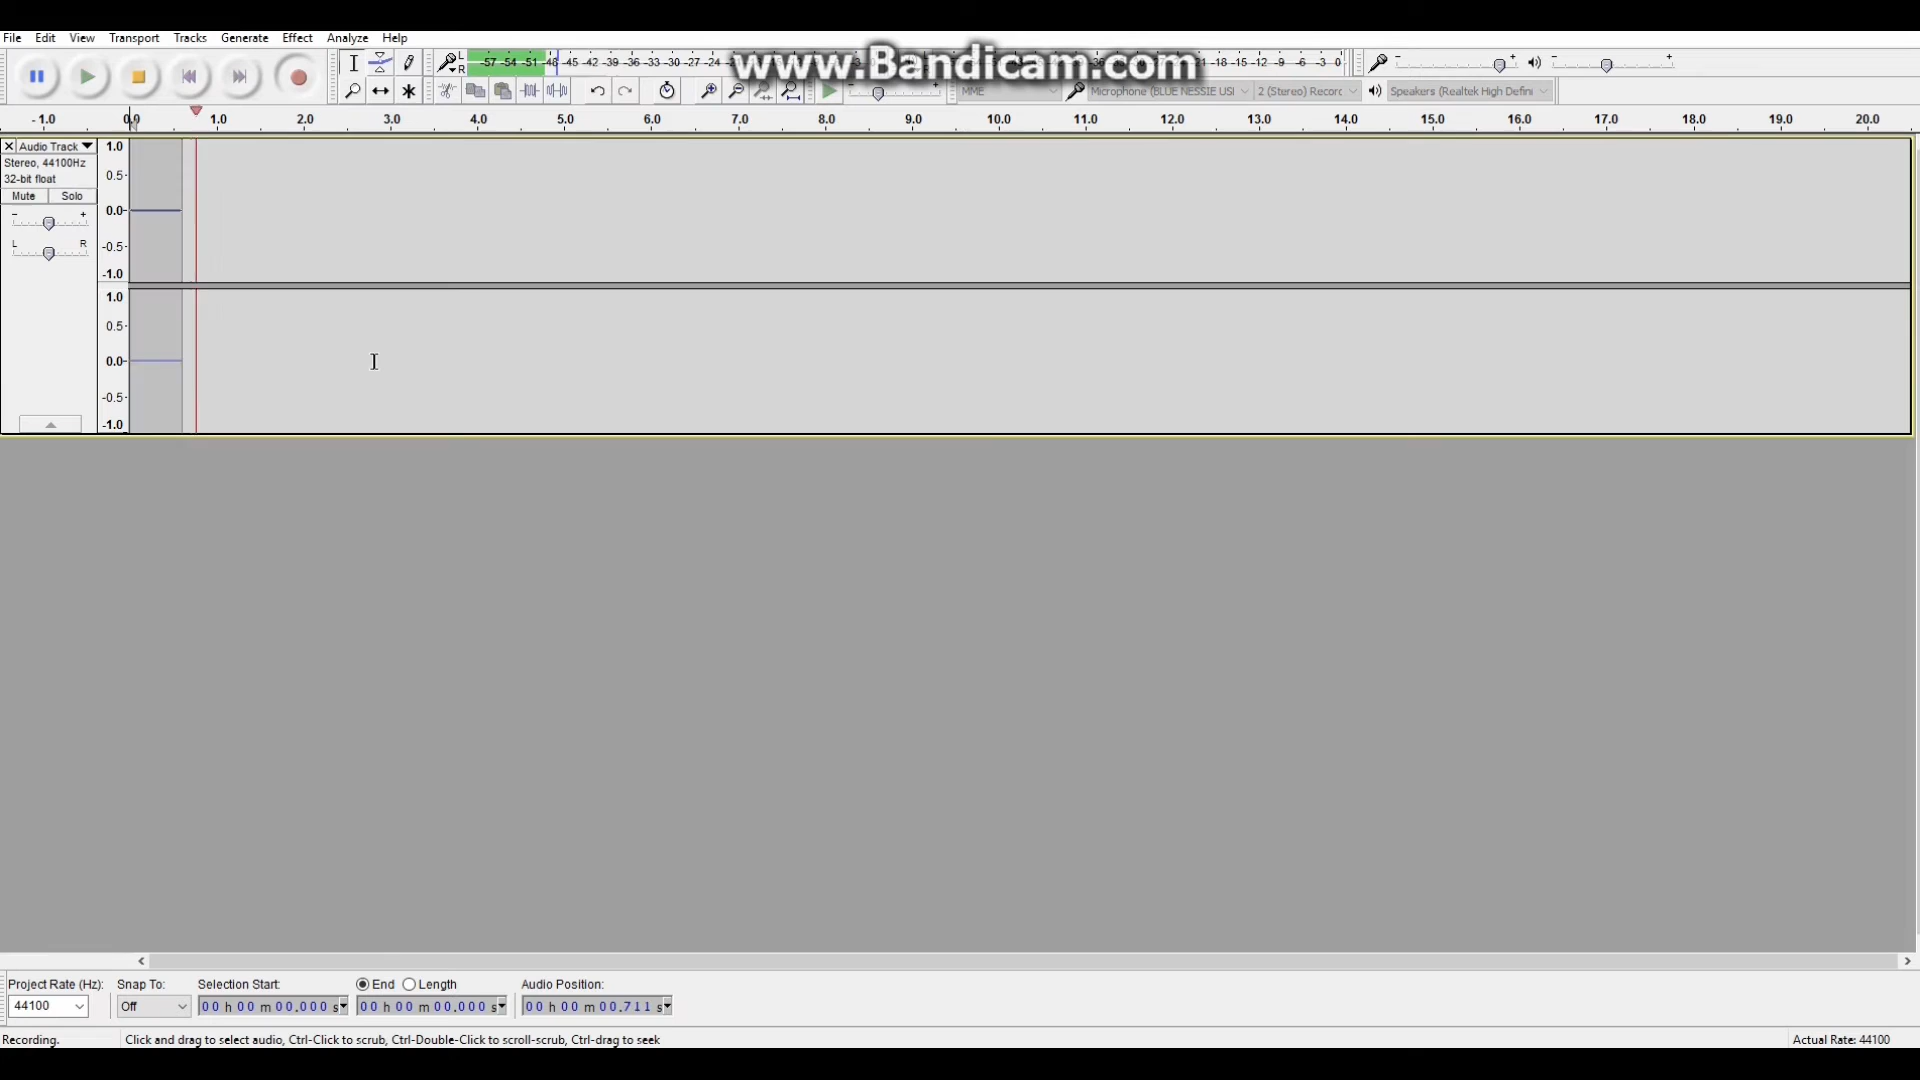 File Edit View Transport Tracks Generate Effect Analyze Help
www.Bandicam.com
L
R
-57 -54 -51 -48 -45 -42 -39 -36 -33 -30 -27 -24
-18 -15 -12 -9 -6 -3 0
MME
Microphone (BLUE NESSIE USI
2 (Stereo) Recorc
Speakers (Realtek High Defini
-1.0 0.0 1.0 2.0 3.0 4.0 5.0 6.0 7.0 8.0 9.0 10.0 11.0 12.0 13.0 14.0 15.0 16.0 17.0 18.0 19.0 20.0
Audio Track
Stereo, 44100Hz
32-bit float
Mute Solo
- +
L R
1.0
0.5
0.0
-0.5
-1.0
1.0
0.5
0.0
-0.5
-1.0
Project Rate (Hz): Snap To: Selection Start: End Length Audio Position:
44100 Off 00 h 00 m 00.000 s 00 h 00 m 00.000 s 00 h 00 m 00.711 s
Recording. Click and drag to select audio, Ctrl-Click to scrub, Ctrl-Double-Click to scroll-scrub, Ctrl-drag to seek Actual Rate: 44100